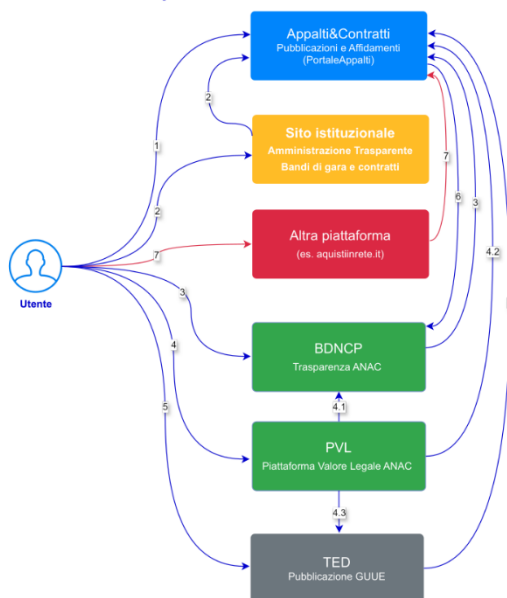 Appalti&Contratti
Pubblicazioni e Affidamenti
(PortaleAppalti)
2
1
Sito istituzionale
Amministrazione Trasparente
Bandi di gara e contratti
7
2
6
3
4.2
Altra piattaforma
(es. aquistiinrete.it)
7
Utente
3
BDNCP
Trasparenza ANAC
4
4.1
5
PVL
Piattaforma Valore Legale ANAC
4.3
TED
Pubblicazione GUUE